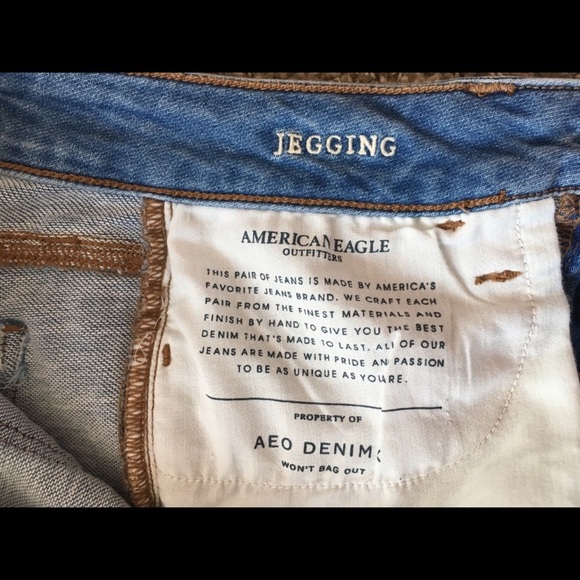 JEGGING
AMERICAN EAGLE
OUTFITTERS
THIS PAIR OF JEANS IS MADE BY AMERICA'S
FAVORITE JEANS BRAND. WE CRAFT EACH
PAIR FROM THE FINEST MATERIALS AND
FINISH BY HAND TO GIVE YOU THE BEST
DENIM THAT'S MADE TO LAST. ALL OF OUR
JEANS ARE MADE WITH PRIDE AN PASSION
TO BE AS UNIQUE AS YOU ARE.
PROPERTY OF
AEO DENIM
WON'T BAG OUT